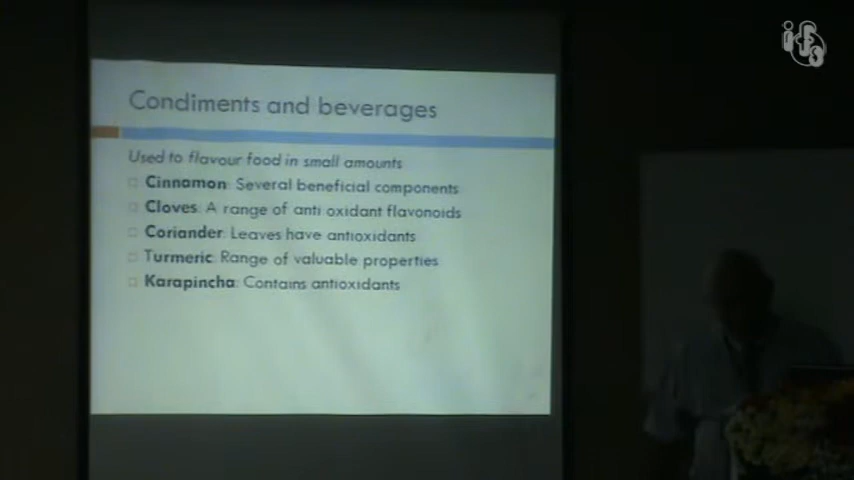 Condiments and beverages
Used to flavour food in small amounts
Cinnamon: Several beneficial components
Cloves: A range of anti oxidant flavonoids
Coriander: Leaves have antioxidants
Turmeric: Range of valuable properties
Karapincha: Contains antioxidants
ifs